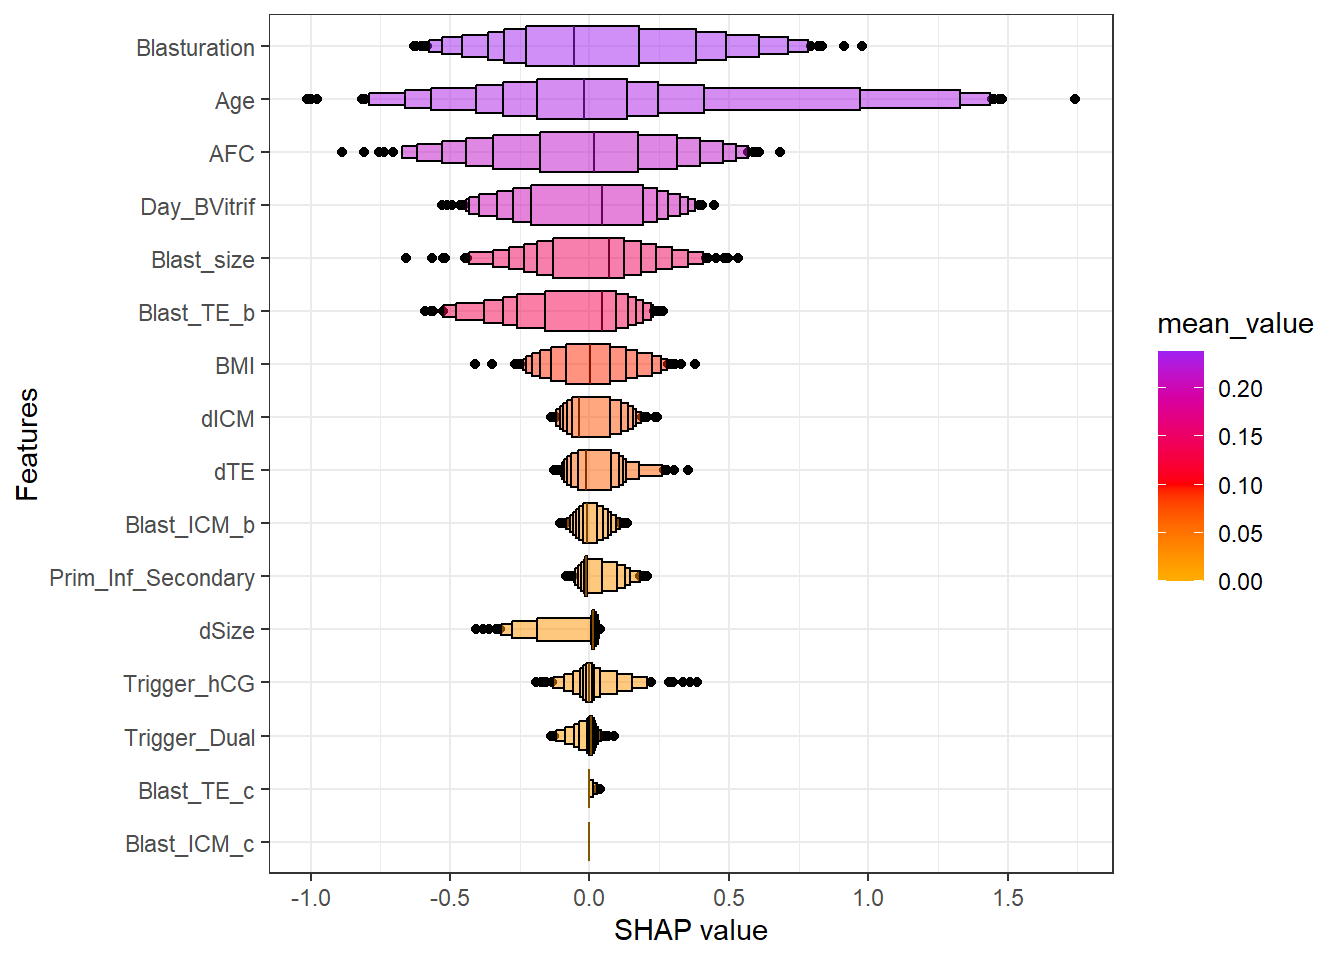 Blasturation
Age
AFC
Day_BVitrif
Blast_size
Blast_TE_b
BMI
dICM
dTE
Blast_ICM_b
Prim_Inf_Secondary
dSize
Trigger_hCG
Trigger_Dual
Blast_TE_c
Blast_ICM_c
Features
-1.0 -0.5 0.0 0.5 1.0 1.5
SHAP value
mean_value
0.20
0.15
0.10
0.05
0.00